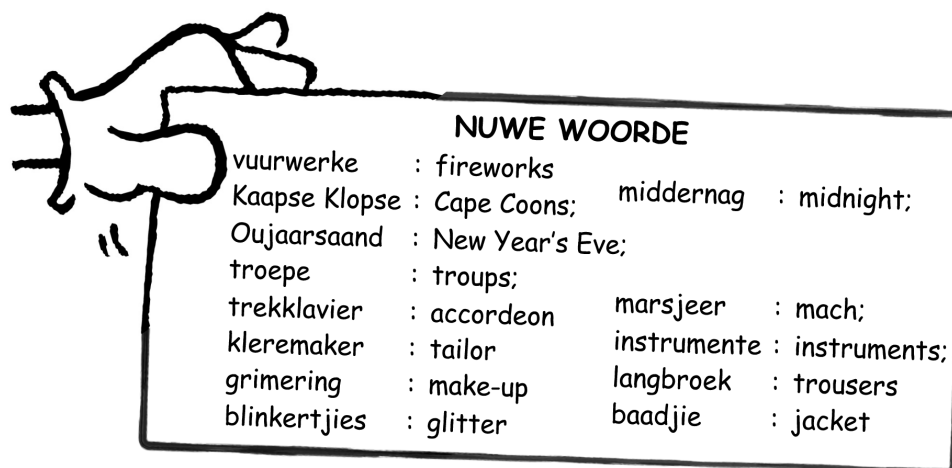 NUWE WOORDE
vuurwerke : fireworks
Kaapse Klopse : Cape Coons; middernag : midnight;
Oujaarsaand : New Year's Eve;
troepe : troups;
trekklavier : accordeon marsjeer : mach;
kleremaker : tailor instrumente : instruments;
grimering : make-up langbroek : trousers
blinkertjies : glitter baadjie : jacket